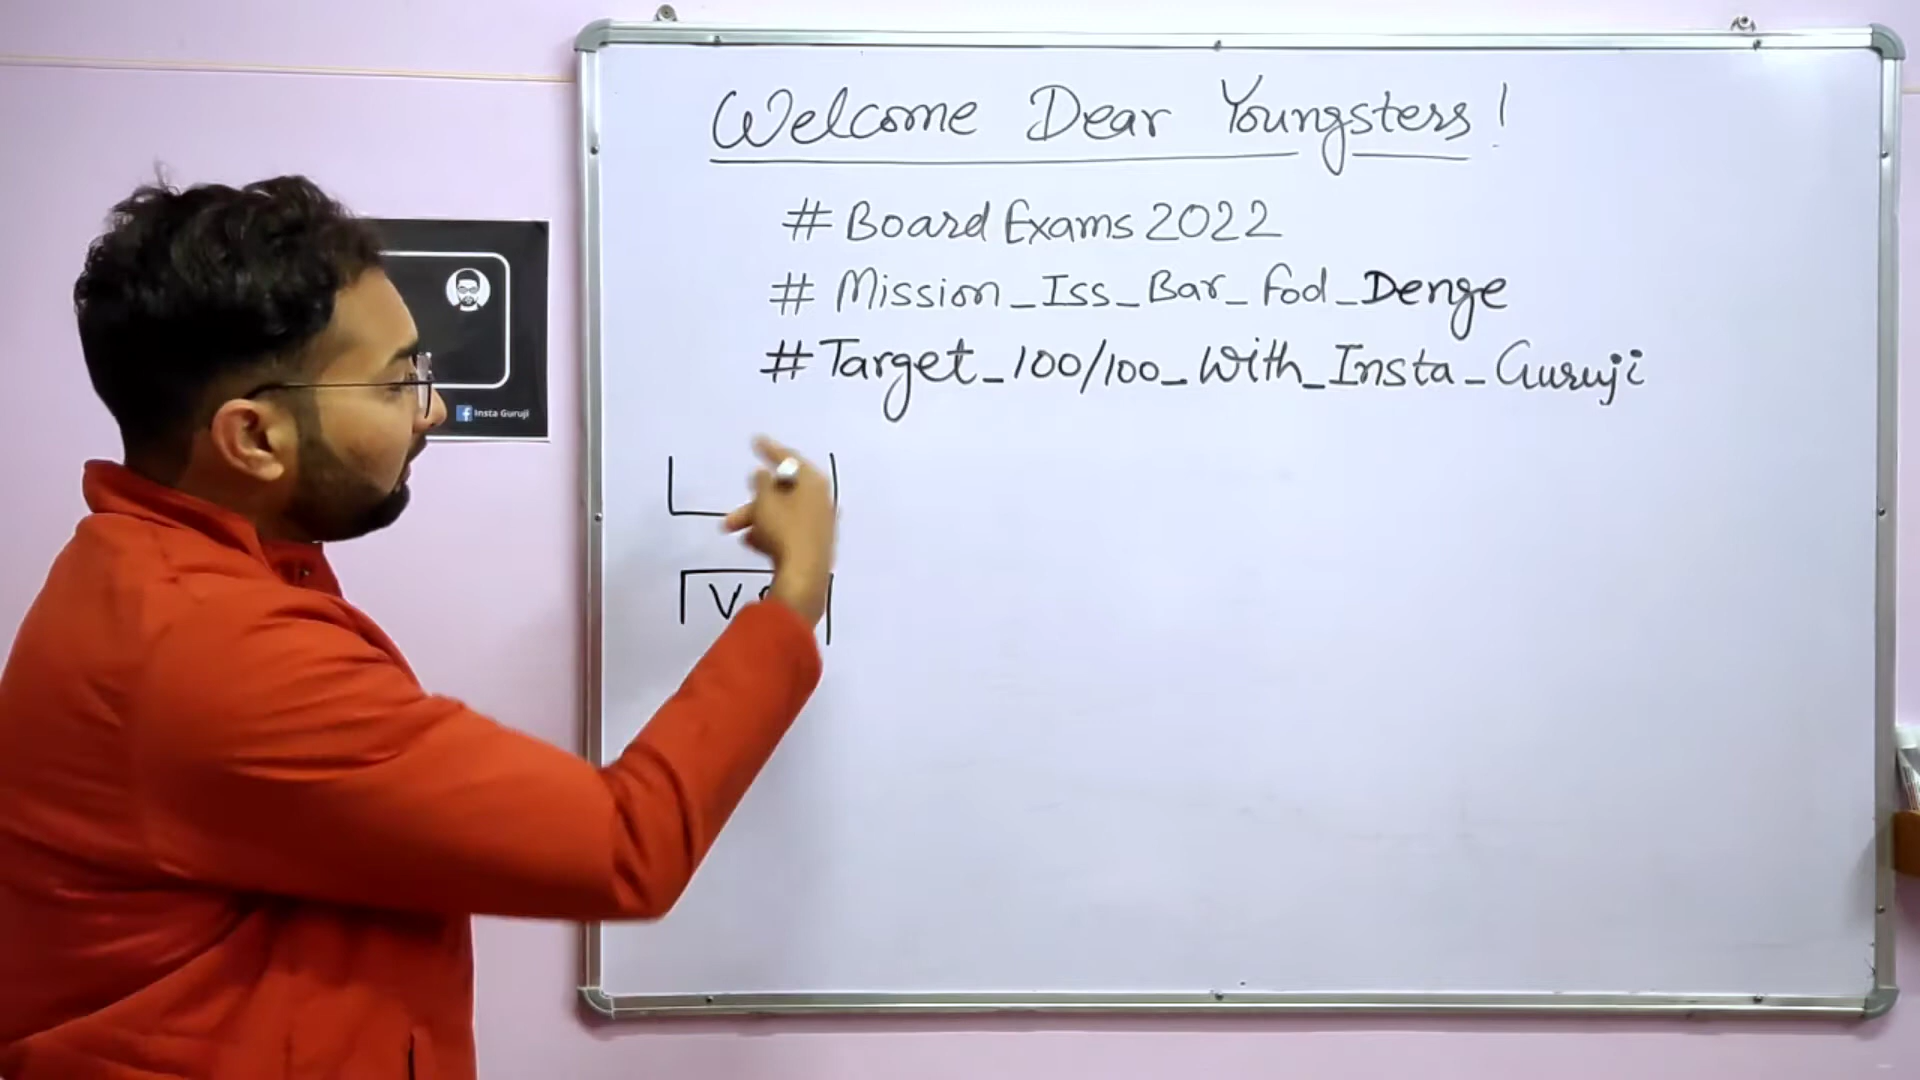 Welcome Dear Youngsters!
# Board Exams 2022
# Mission_Iss_Bar_Fod_Denge
#Target_100/100_With_Insta_Guruji
Insta Guruji